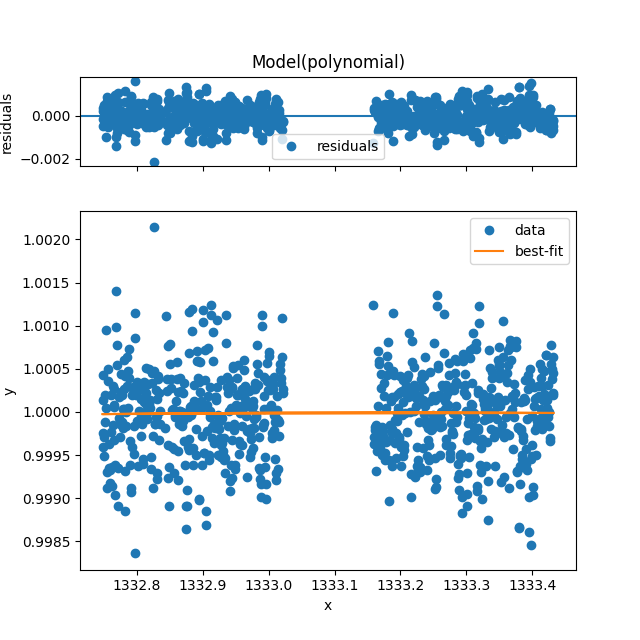 Model(polynomial)
residuals
0.000
−0.002
residuals
y
1.0020
1.0015
1.0010
1.0005
1.0000
0.9995
0.9990
0.9985
data
best-fit
1332.8 1332.9 1333.0 1333.1 1333.2 1333.3 1333.4
x